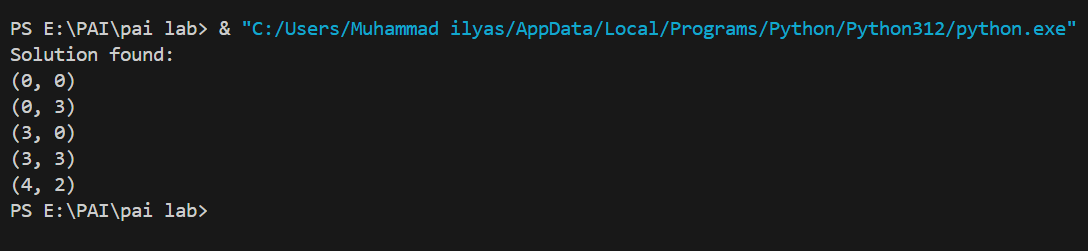 PS E:\PAI\pai lab> & "C:/Users/Muhammad ilyas/AppData/Local/Programs/Python/Python312/python.exe"
Solution found:
(0, 0)
(0, 3)
(3, 0)
(3, 3)
(4, 2)
PS E:\PAI\pai lab>